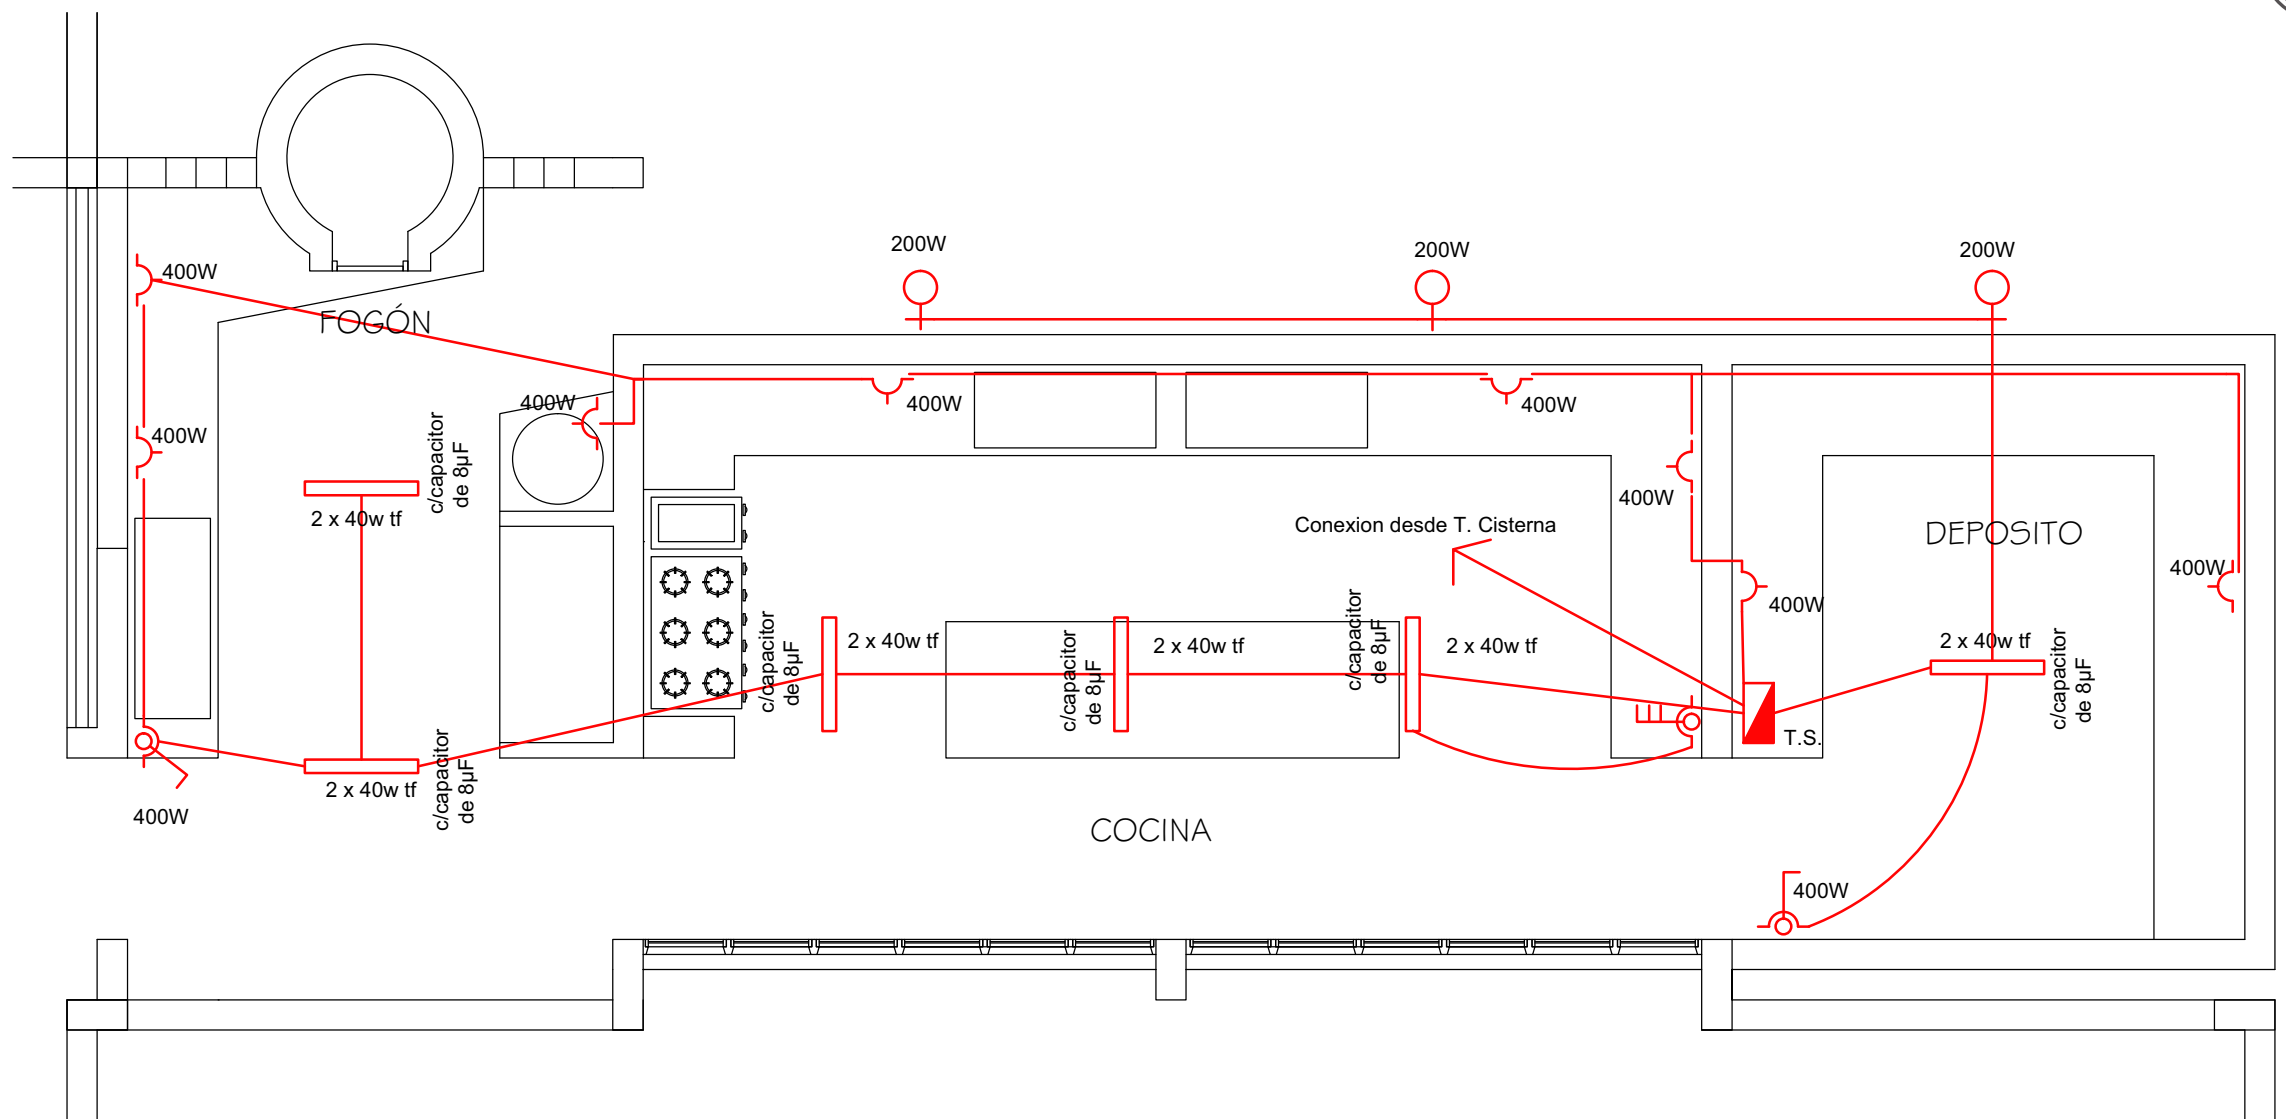 200W
200W
200W
400W
FOGÓN
400W
400W
400W
400W
c/capacitor
de 8µF
2 x 40w tf
400W
Conexion desde T. Cisterna
DEPOSITO
400W
400W
c/capacitor
de 8µF
2 x 40w tf
c/capacitor
de 8µF
2 x 40w tf
c/capacitor
de 8µF
2 x 40w tf
2 x 40w tf
c/capacitor
de 8µF
T.S.
2 x 40w tf
c/capacitor
de 8µF
400W
COCINA
400W